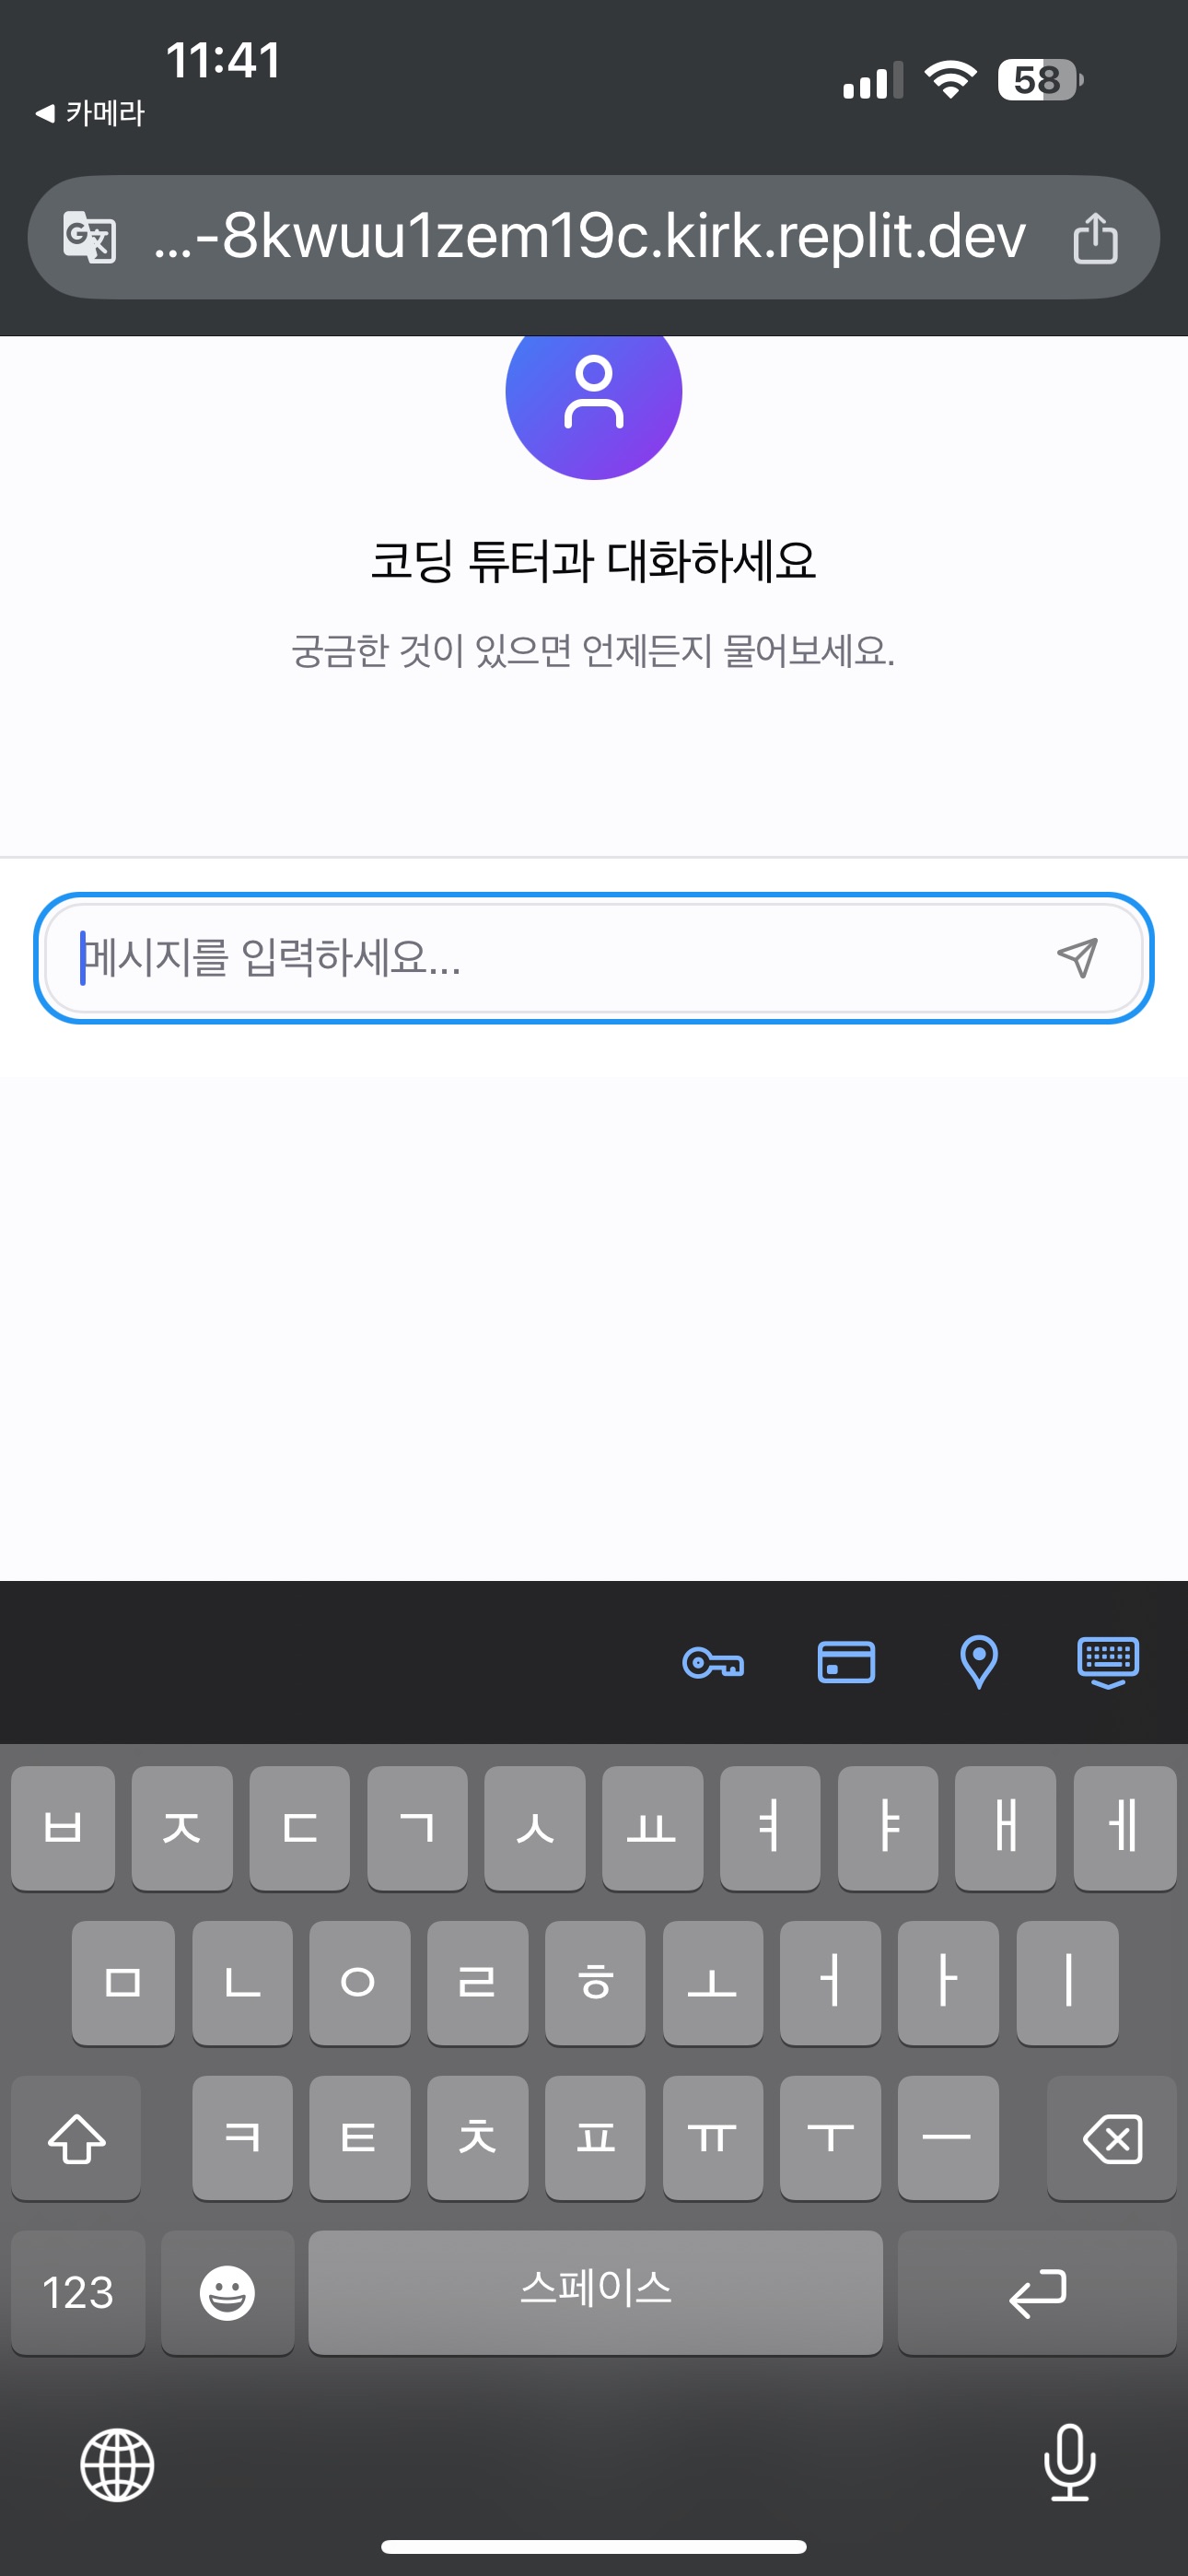 11:41
58
◀ 카메라
...-8kwuu1zem19c.kirk.replit.dev
코딩 튜터과 대화하세요
궁금한 것이 있으면 언제든지 물어보세요.
메시지를 입력하세요...
ㅂ ㅈ ㄷ ㄱ ㅅ ㅛ ㅕ ㅑ ㅐ ㅔ
ㅁ ㄴ ㅇ ㄹ ㅎ ㅗ ㅓ ㅏ ㅣ
ㅋ ㅌ ㅊ ㅍ ㅠ ㅜ ㅡ
123 스페이스